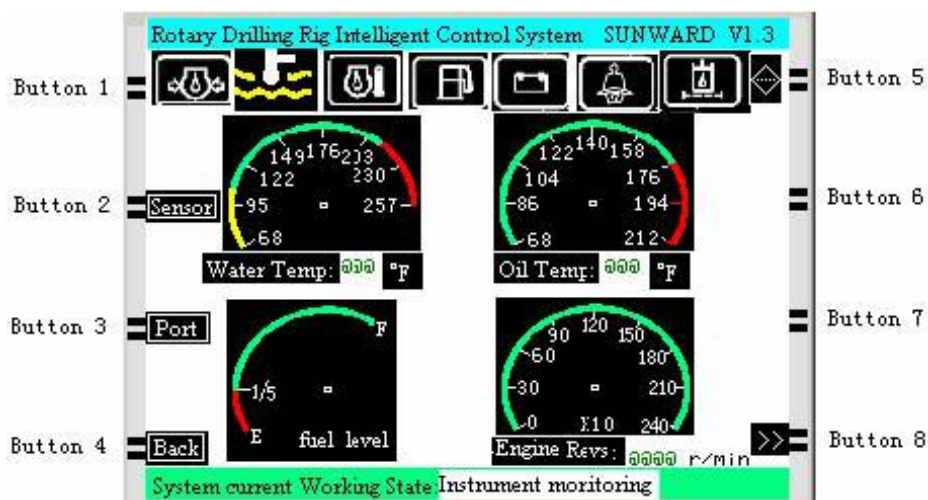 Rotary Drilling Rig Intelligent Control System SUNWARD V1.3
Button 1
Button 5
149 176 203
122 230
95 257
68
122 140 158
104 176
86 194
68 212
Button 2
Sensor
Button 6
Water Temp: @@@ °F
Oil Temp: @@@ °F
Button 3
Port
Button 7
F
1/5
E fuel level
90 120 150
60 180
30 210
0 X10 240
Button 4
Back
Engine Revs: @@@@ r/min
>>
Button 8
System current Working State: Instrument moritoring